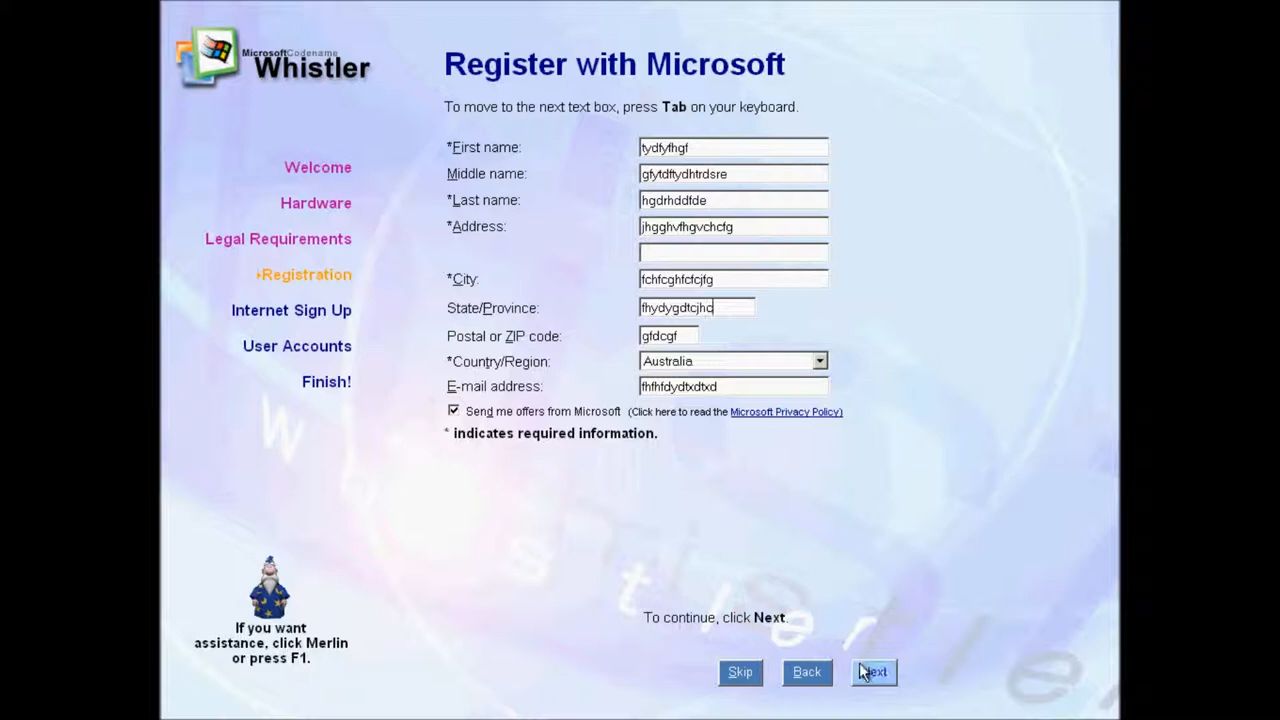 MicrosoftCodename
Whistler
Register with Microsoft
To move to the next text box, press Tab on your keyboard.
Welcome
Hardware
Legal Requirements
Registration
Internet Sign Up
User Accounts
Finish!
*First name: tydfyfhgf
Middle name: gfytdftydhtrdsre
*Last name: hgdrhddfde
*Address: jhgghvfhgvchcfg
*City: fchfcghfcfcjfg
State/Province: fhydygdtcjhc
Postal or ZIP code: gfdcgf
*Country/Region: Australia
E-mail address: fhfhfdydtxdtxd
Send me offers from Microsoft (Click here to read the Microsoft Privacy Policy)
* indicates required information.
If you want
assistance, click Merlin
or press F1.
To continue, click Next.
Skip Back Next